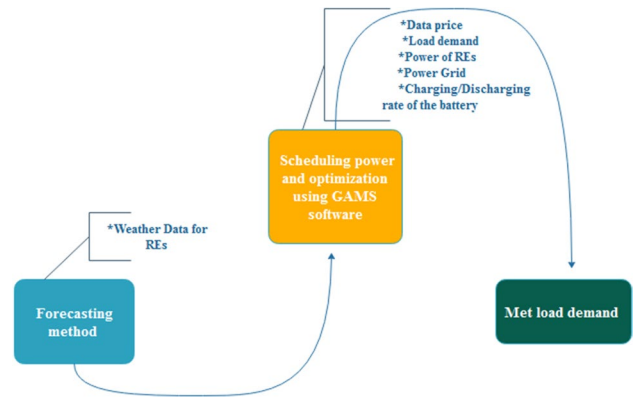 *Data price
*Load demand
*Power of REs
*Power Grid
*Charging/Discharging
rate of the battery
Scheduling power
and optimization
using GAMS
software
*Weather Data for
REs
Forecasting
method
Met load demand